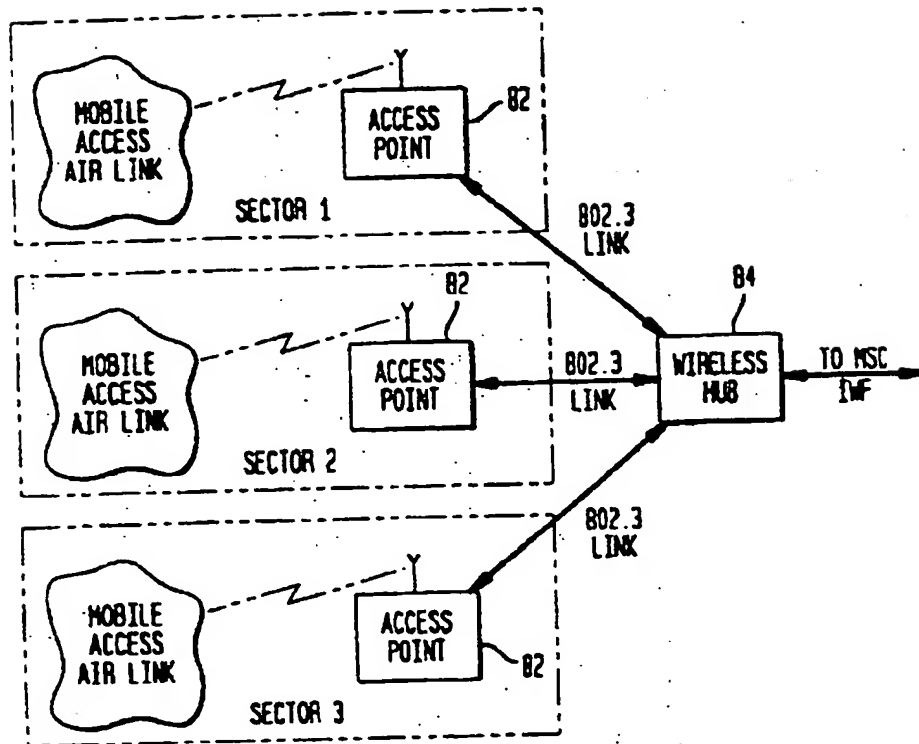 MOBILE
ACCESS
AIR LINK
ACCESS
POINT
82
SECTOR 1
802.3
LINK
MOBILE
ACCESS
AIR LINK
ACCESS
POINT
82
SECTOR 2
802.3
LINK
84
WIRELESS
HUB
TO MSC
IWF
802.3
LINK
MOBILE
ACCESS
AIR LINK
ACCESS
POINT
82
SECTOR 3